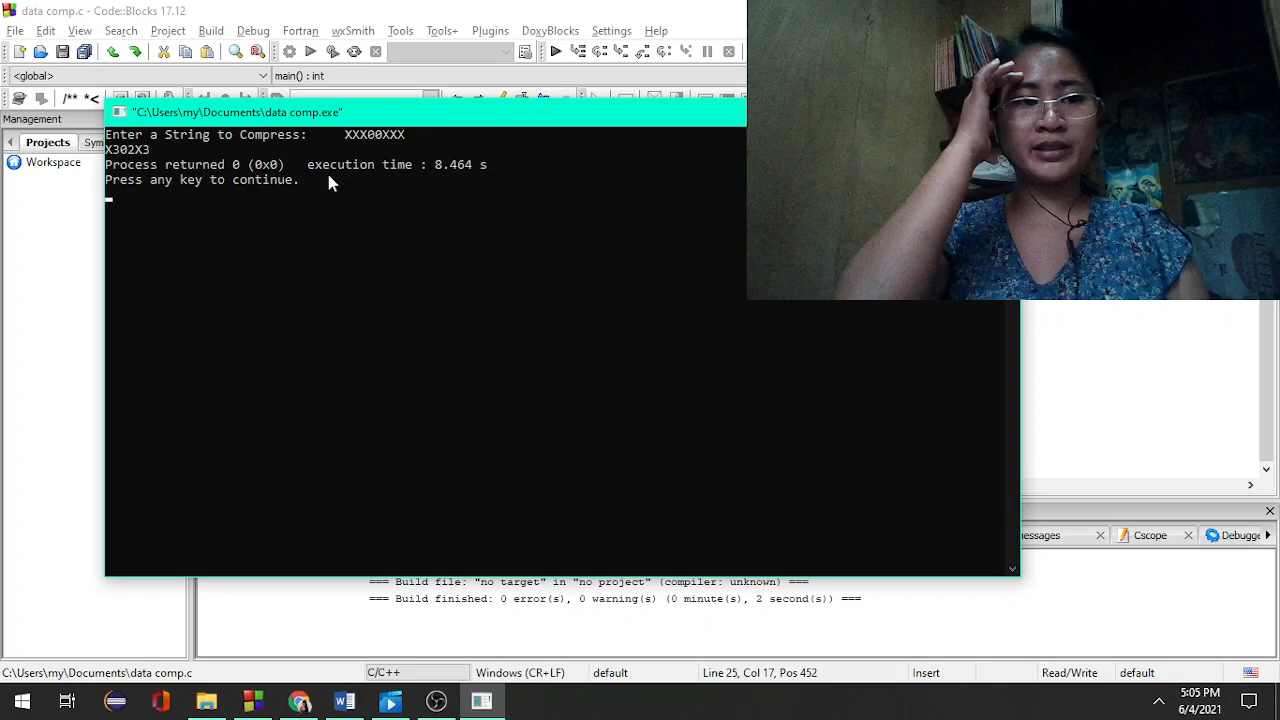 data comp.c - Code::Blocks 17.12
File Edit View Search Project Build Debug Fortran wxSmith Tools Tools+ Plugins DoxyBlocks Settings Help
<global> main() : int
/** *<
Management
"C:\Users\my\Documents\data comp.exe"
Projects Sym
Workspace
Enter a String to Compress: XXX00XXX
X302X3
Process returned 0 (0x0) execution time : 8.464 s
Press any key to continue.
essages Cscope Debugge
=== Build file: "no target" in "no project" (compiler: unknown) ===
=== Build finished: 0 error(s), 0 warning(s) (0 minute(s), 2 second(s)) ===
C:\Users\my\Documents\data comp.c C/C++ Windows (CR+LF) default Line 25, Col 17, Pos 452 Insert Read/Write default
5:05 PM
6/4/2021